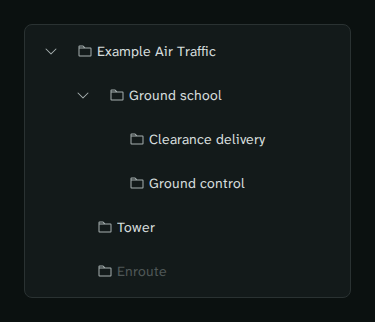 Example Air Traffic
Ground school
Clearance delivery
Ground control
Tower
Enroute